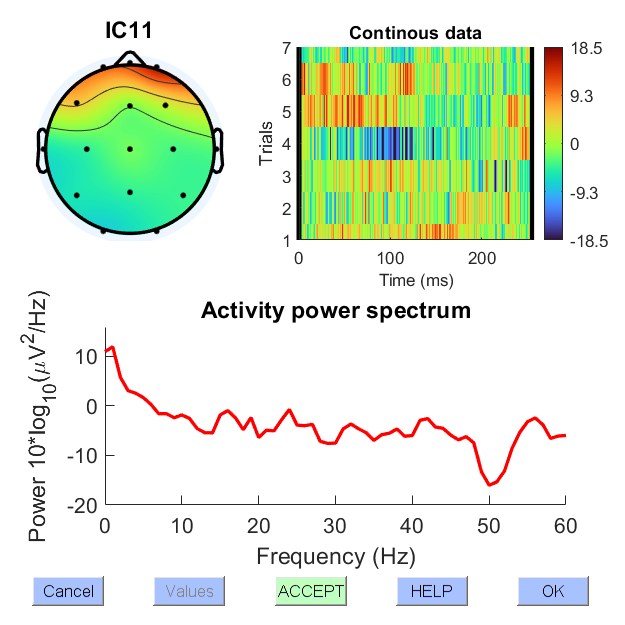 IC11
Continous data
7
6
5
4
3
2
1
Trials
0
100
200
Time (ms)
18.5
9.3
0
-9.3
-18.5
Activity power spectrum
Power 10*log10(μV2/Hz)
10
0
-10
-20
0
10
20
30
40
50
60
Frequency (Hz)
Cancel
Values
ACCEPT
HELP
OK